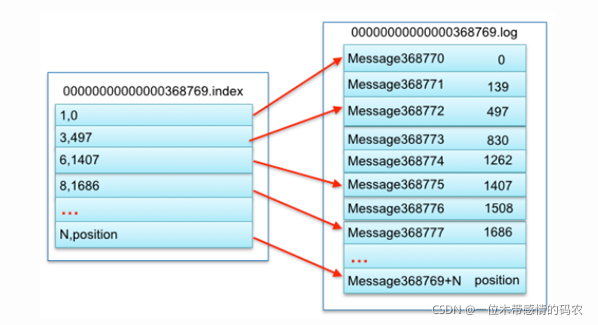 00000000000000368769.index
1,0
3,497
6,1407
8,1686
...
N,position
00000000000000368769.log
Message368770 0
Message368771 139
Message368772 497
Message368773 830
Message368774 1262
Message368775 1407
Message368776 1508
Message368777 1686
...
Message368769+N position
CSDN @一位未带感情的码农